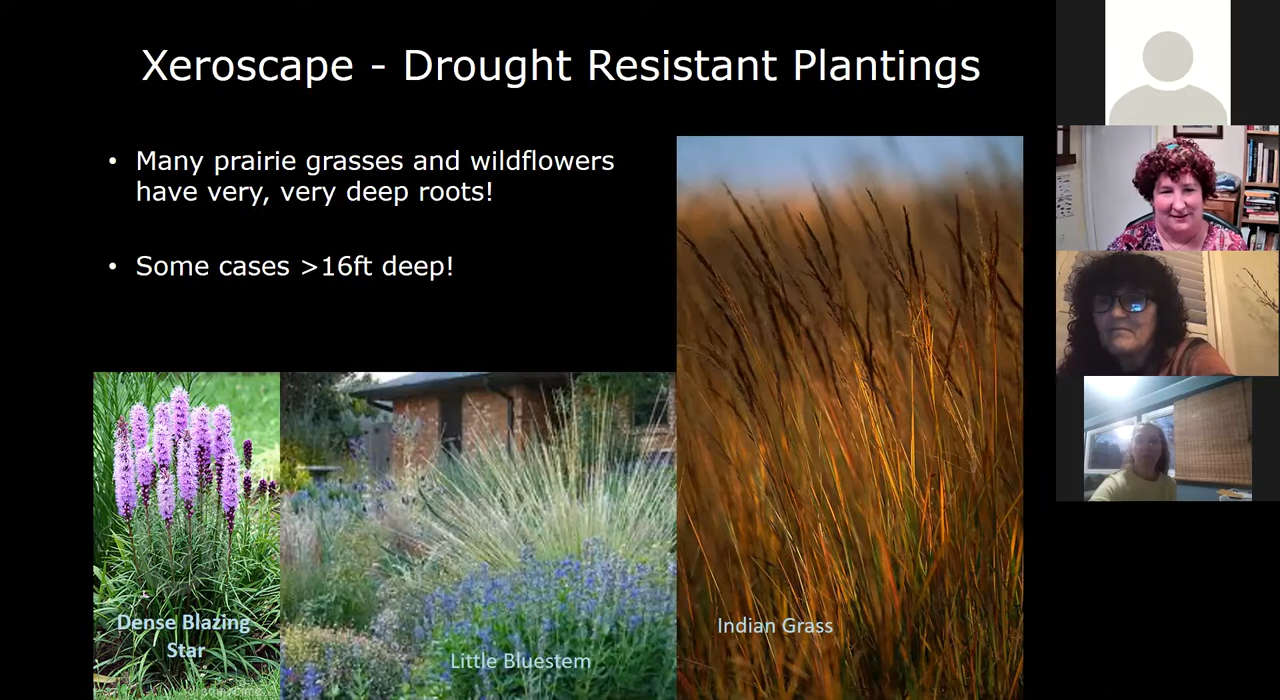 Xeroscape - Drought Resistant Plantings
• Many prairie grasses and wildflowers
have very, very deep roots!
• Some cases >16ft deep!
Dense Blazing
Star
Little Bluestem
Indian Grass